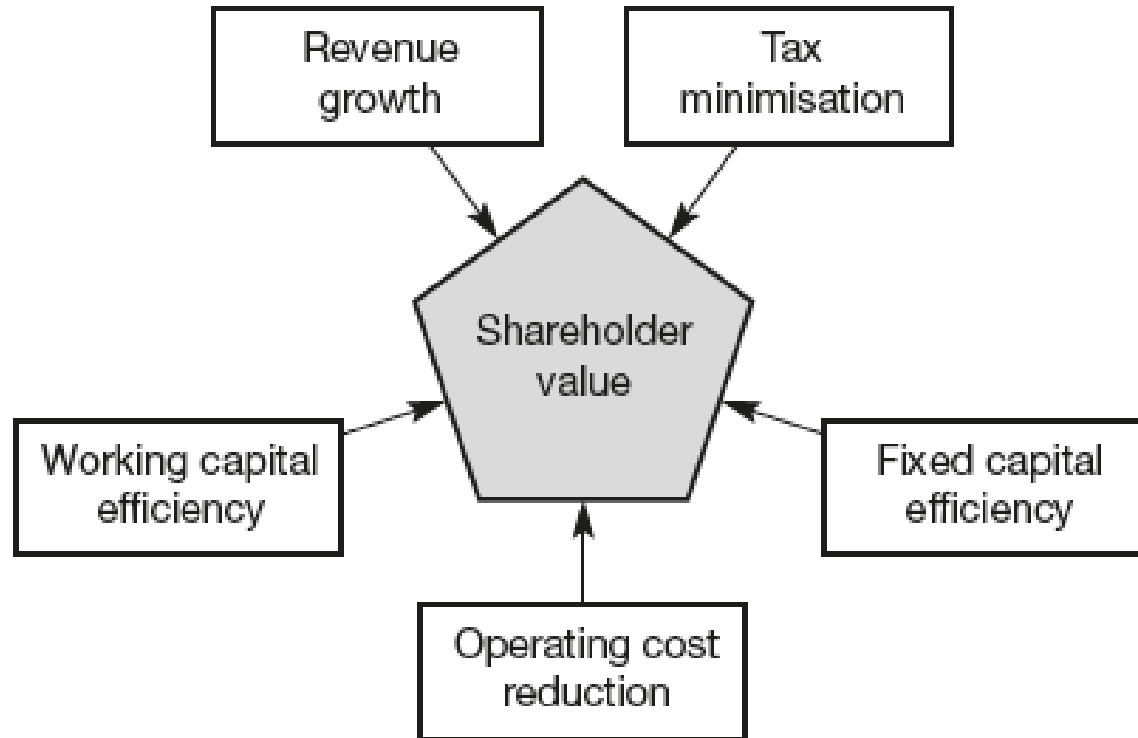 Revenue
growth
Tax
minimisation
Shareholder
value
Working capital
efficiency
Fixed capital
efficiency
Operating cost
reduction